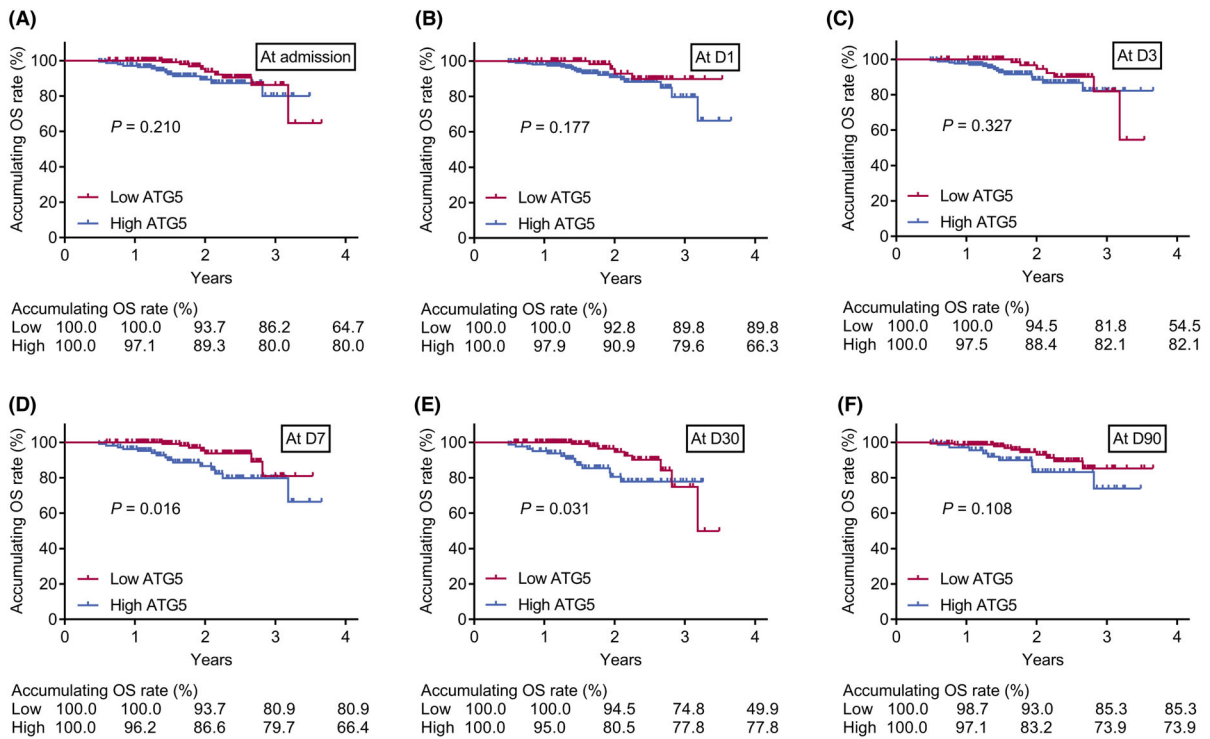 (A)
At admission
Accumulating OS rate (%)
100
80
60
40
20
0
P = 0.210
Low ATG5
High ATG5
0 1 2 3 4
Years
Accumulating OS rate (%)
Low 100.0 100.0 93.7 86.2 64.7
High 100.0 97.1 89.3 80.0 80.0
(B)
At D1
Accumulating OS rate (%)
100
80
60
40
20
0
P = 0.177
Low ATG5
High ATG5
0 1 2 3 4
Years
Accumulating OS rate (%)
Low 100.0 100.0 92.8 89.8 89.8
High 100.0 97.9 90.9 79.6 66.3
(C)
At D3
Accumulating OS rate (%)
100
80
60
40
20
0
P = 0.327
Low ATG5
High ATG5
0 1 2 3 4
Years
Accumulating OS rate (%)
Low 100.0 100.0 94.5 81.8 54.5
High 100.0 97.5 88.4 82.1 82.1
(D)
At D7
Accumulating OS rate (%)
100
80
60
40
20
0
P = 0.016
Low ATG5
High ATG5
0 1 2 3 4
Years
Accumulating OS rate (%)
Low 100.0 100.0 93.7 80.9 80.9
High 100.0 96.2 86.6 79.7 66.4
(E)
At D30
Accumulating OS rate (%)
100
80
60
40
20
0
P = 0.031
Low ATG5
High ATG5
0 1 2 3 4
Years
Accumulating OS rate (%)
Low 100.0 100.0 94.5 74.8 49.9
High 100.0 95.0 80.5 77.8 77.8
(F)
At D90
Accumulating OS rate (%)
100
80
60
40
20
0
P = 0.108
Low ATG5
High ATG5
0 1 2 3 4
Years
Accumulating OS rate (%)
Low 100.0 98.7 93.0 85.3 85.3
High 100.0 97.1 83.2 73.9 73.9